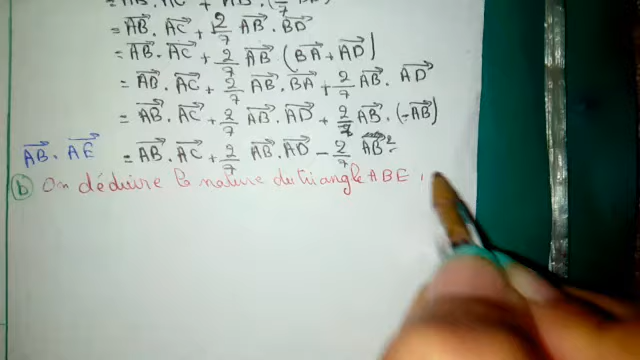 = AB⃗ . AC⃗ + 2/7 AB⃗ . BD⃗
= AB⃗ . AC⃗ + 2/7 AB⃗ (BA⃗ + AD⃗)
= AB⃗ . AC⃗ + 2/7 AB⃗ . BA⃗ + 2/7 AB⃗ . AD⃗
= AB⃗ . AC⃗ + 2/7 AB⃗ . AD⃗ + 2/7 AB⃗ . (-AB⃗)
AB⃗ . AE⃗ = AB⃗ . AC⃗ + 2/7 AB⃗ . AD⃗ - 2/7 AB²
b On déduire la nature du triangle ABE